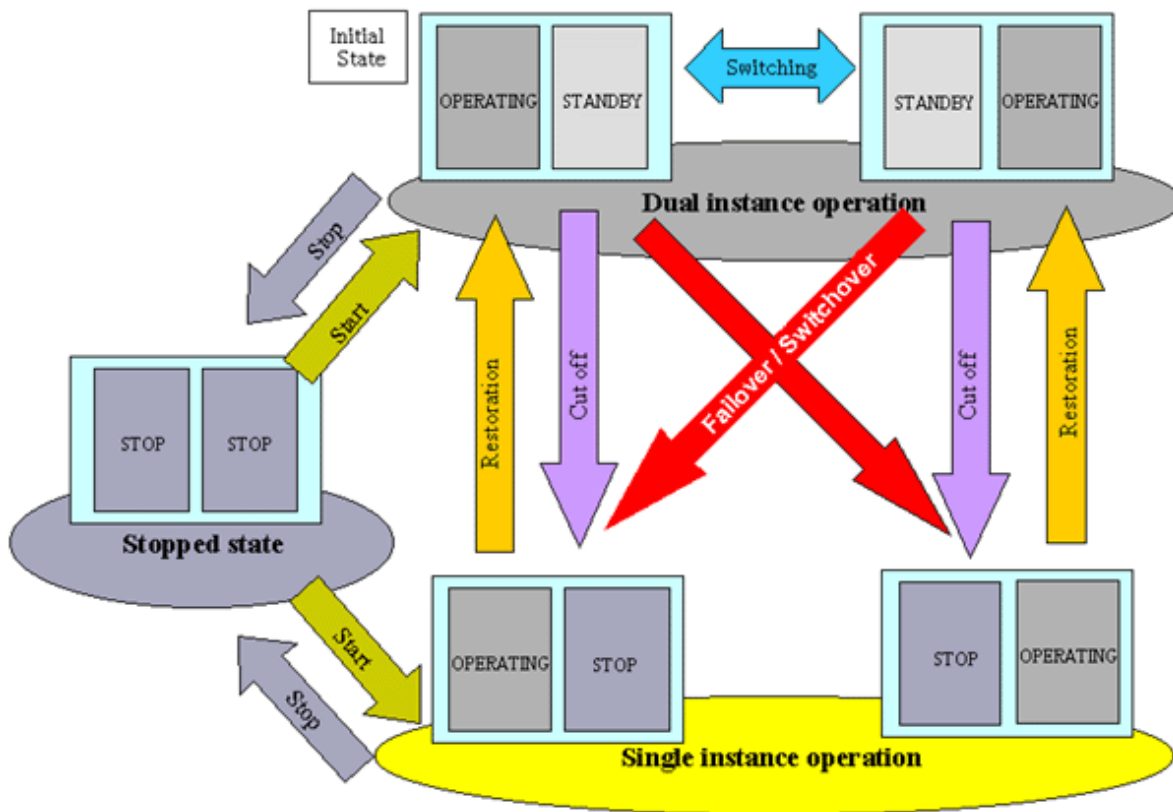 Initial
State
OPERATING
STANDBY
Switching
STANDBY
OPERATING
Dual instance operation
Stop
Start
Restoration
Cut off
Failover / Switchover
Cut off
Restoration
STOP
STOP
Stopped state
Start
Stop
OPERATING
STOP
STOP
OPERATING
Single instance operation